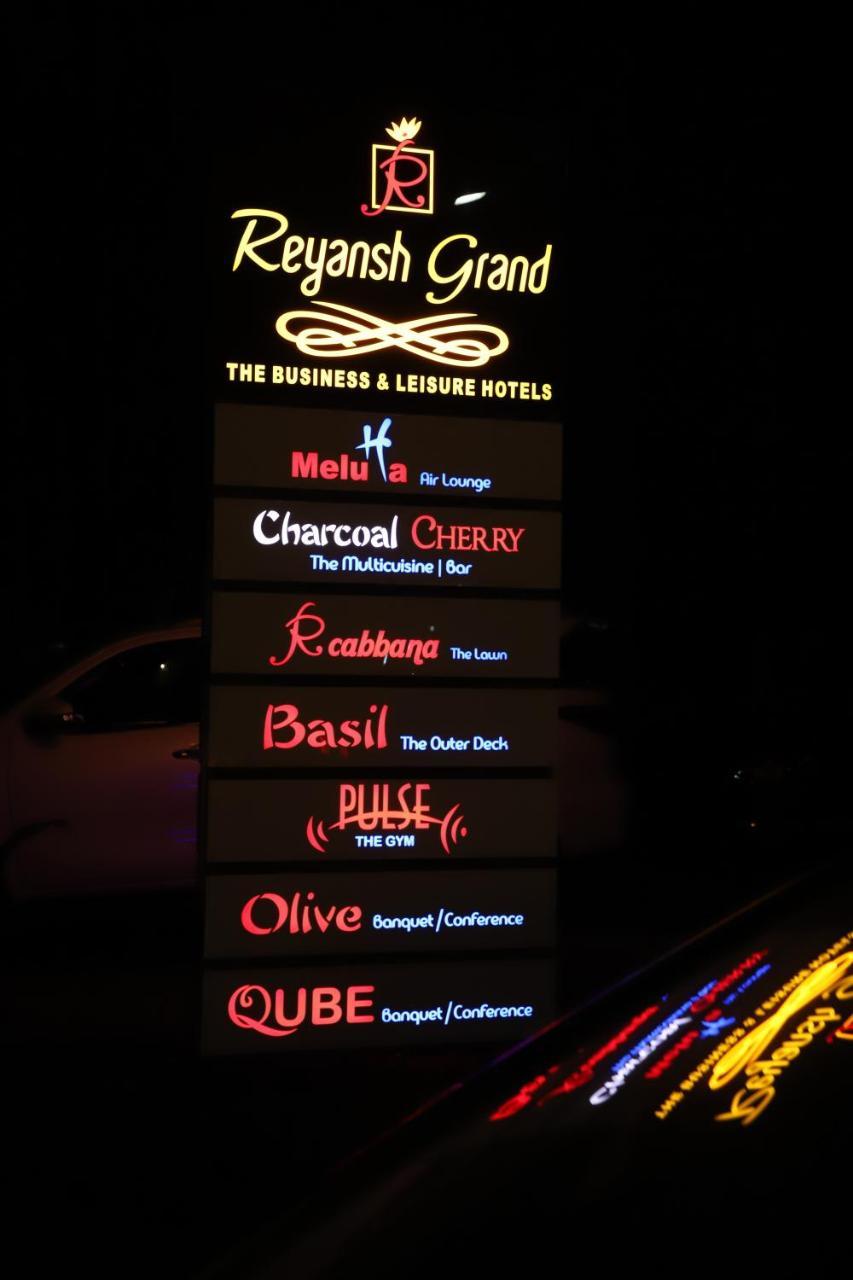 R
Reyansh Grand
THE BUSINESS & LEISURE HOTELS
MeluHa Air Lounge
Charcoal CHERRY
The Multicuisine | Bar
R cabbana The Lawn
Basil The Outer Deck
PULSE
THE GYM
Olive Banquet/Conference
QUBE Banquet/Conference